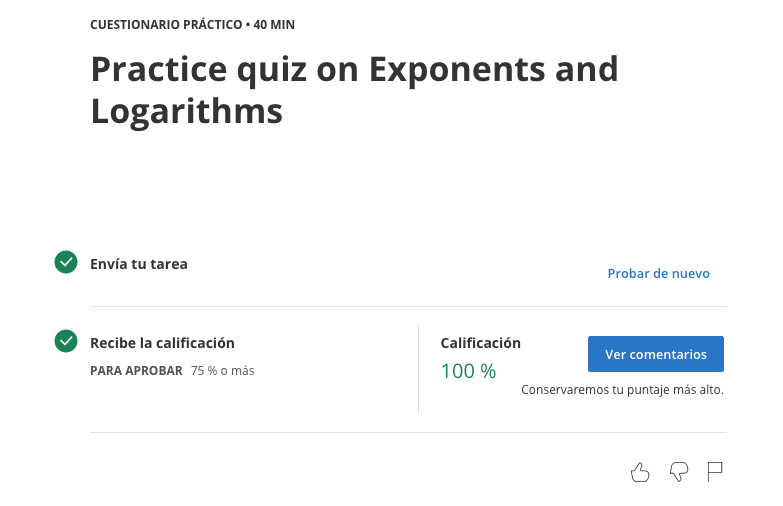 CUESTIONARIO PRÁCTICO • 40 MIN
Practice quiz on Exponents and
Logarithms
Envía tu tarea
Probar de nuevo
Recibe la calificación
PARA APROBAR 75 % o más
Calificación
100 %
Ver comentarios
Conservaremos tu puntaje más alto.